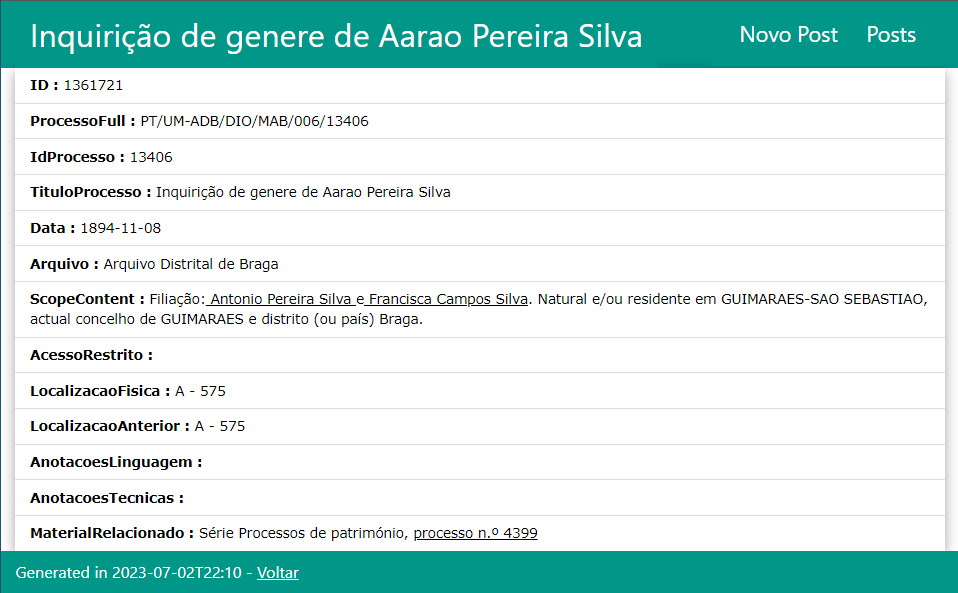 Inquirição de genere de Aarao Pereira Silva
Novo Post
Posts
ID : 1361721
ProcessoFull : PT/UM-ADB/DIO/MAB/006/13406
IdProcesso : 13406
TituloProcesso : Inquirição de genere de Aarao Pereira Silva
Data : 1894-11-08
Arquivo : Arquivo Distrital de Braga
ScopeContent : Filiação: Antonio Pereira Silva e Francisca Campos Silva. Natural e/ou residente em GUIMARAES-SAO SEBASTIAO,
actual concelho de GUIMARAES e distrito (ou país) Braga.
AcessoRestrito :
LocalizacaoFisica : A - 575
LocalizacaoAnterior : A - 575
AnotacoesLinguagem :
AnotacoesTecnicas :
MaterialRelacionado : Série Processos de património, processo n.º 4399
Generated in 2023-07-02T22:10 - Voltar